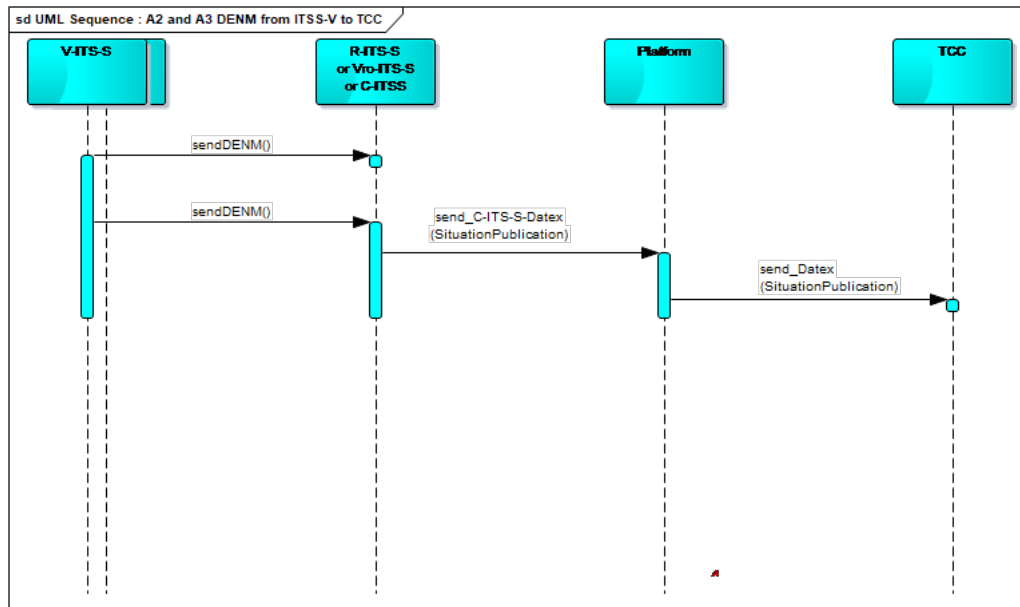 sd UML Sequence : A2 and A3 DENM from ITSS-V to TCC
V-ITS-S
R-ITS-S
or Vro-ITS-S
or C-ITSS
Platform
TCC
sendDENM()
sendDENM()
send_C-ITS-S-Datex
(SituationPublication)
send_Datex
(SituationPublication)